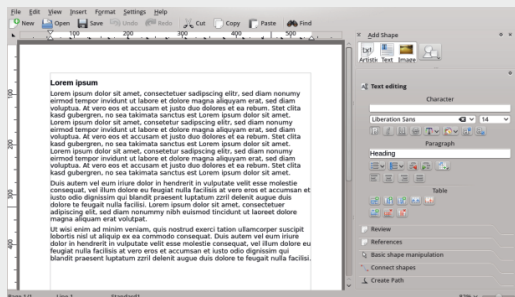 File Edit View Insert Format Settings Help
New Open Save Undo Redo Cut Copy Paste Find
100 200 300 400 500
Add Shape
Artistic Text Image
Text editing
Character
Liberation Sans 14
Paragraph
Heading
Table
Review
References
Basic shape manipulation
Connect shapes
Create Path
Lorem ipsum
Lorem ipsum dolor sit amet, consectetuer sadipscing elitr, sed diam nonumy
eirmod tempor invidunt ut labore et dolore magna aliquyam erat, sed diam
voluptua. At vero eos et accusam et justo duo dolores et ea rebum. Stet clita
kasd gubergren, no sea takimata sanctus est Lorem ipsum dolor sit amet.
Lorem ipsum dolor sit amet, consetetur sadipscing elitr, sed diam nonumy
eirmod tempor invidunt ut labore et dolore magna aliquyam erat, sed diam
voluptua. At vero eos et accusam et justo duo dolores et ea rebum. Stet clita
kasd gubergren, no sea takimata sanctus est Lorem ipsum dolor sit amet.
Lorem ipsum dolor sit amet, consetetur sadipscing elitr, sed diam nonumy
eirmod tempor invidunt ut labore et dolore magna aliquyam erat, sed diam
voluptua. At vero eos et accusam et justo duo dolores et ea rebum. Stet clita
kasd gubergren, no sea takimata sanctus est Lorem ipsum dolor sit amet.
Duis autem vel eum iriure dolor in hendrerit in vulputate velit esse molestie
consequat, vel illum dolore eu feugiat nulla facilisis at vero eros et accumsan et
iusto odio dignissim qui blandit praesent luptatum zzril delenit augue duis
dolore te feugait nulla facilisi. Lorem ipsum dolor sit amet, consectetuer
adipiscing elit, sed diam nonummy nibh euismod tincidunt ut laoreet dolore
magna aliquam erat volutpat.
Ut wisi enim ad minim veniam, quis nostrud exerci tation ullamcorper suscipit
lobortis nisl ut aliquip ex ea commodo consequat. Duis autem vel eum iriure
dolor in hendrerit in vulputate velit esse molestie consequat, vel illum dolore eu
feugiat nulla facilisis at vero eros et accumsan et iusto odio dignissim qui
blandit praesent luptatum zzril delenit augue duis dolore te feugait nulla facilisi.
100
200
300
400